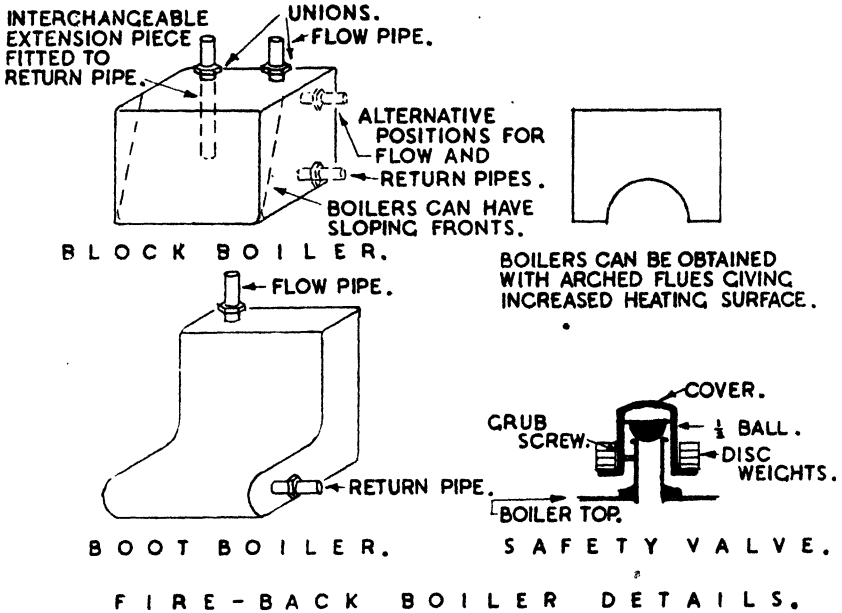 INTERCHANGEABLE
EXTENSION PIECE
FITTED TO
RETURN PIPE.
UNIONS.
FLOW PIPE.
ALTERNATIVE
POSITIONS FOR
FLOW AND
RETURN PIPES.
BOILERS CAN HAVE
SLOPING FRONTS.
BLOCK BOILER.
BOILERS CAN BE OBTAINED
WITH ARCHED FLUES GIVING
INCREASED HEATING SURFACE.
FLOW PIPE.
RETURN PIPE.
BOOT BOILER.
COVER.
GRUB
SCREW.
½ BALL.
DISC
WEIGHTS.
BOILER TOP.
SAFETY VALVE.
FIRE-BACK BOILER DETAILS.